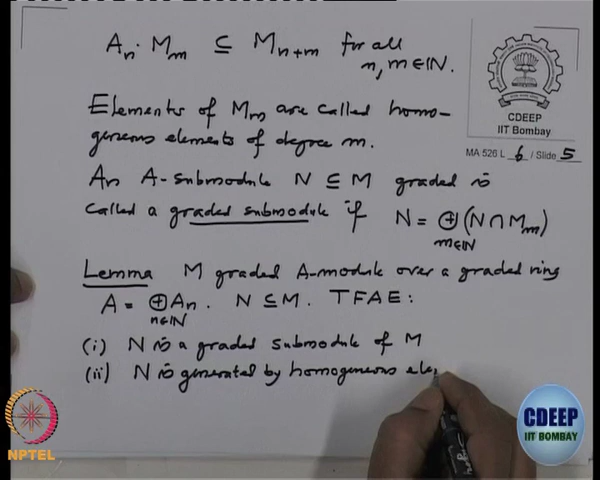 Aₙ · Mₘ ⊆ Mₙ₊ₘ for all
n, m ∈ ℕ.
Elements of Mₘ are called homo-
geneous elements of degree m.
An A-submodule N ⊆ M graded is
called a graded submodule if N = ⊕(N ∩ Mₘ)
m∈ℕ
Lemma M graded A-module over a graded ring
A = ⊕Aₙ. N ⊆ M. TFAE:
n∈ℕ
(i) N is a graded submodule of M
(ii) N is generated by homogeneous ele
CDEEP
IIT Bombay
MA 526 L 6 / Slide 5
NPTEL
CDEEP
IIT BOMBAY